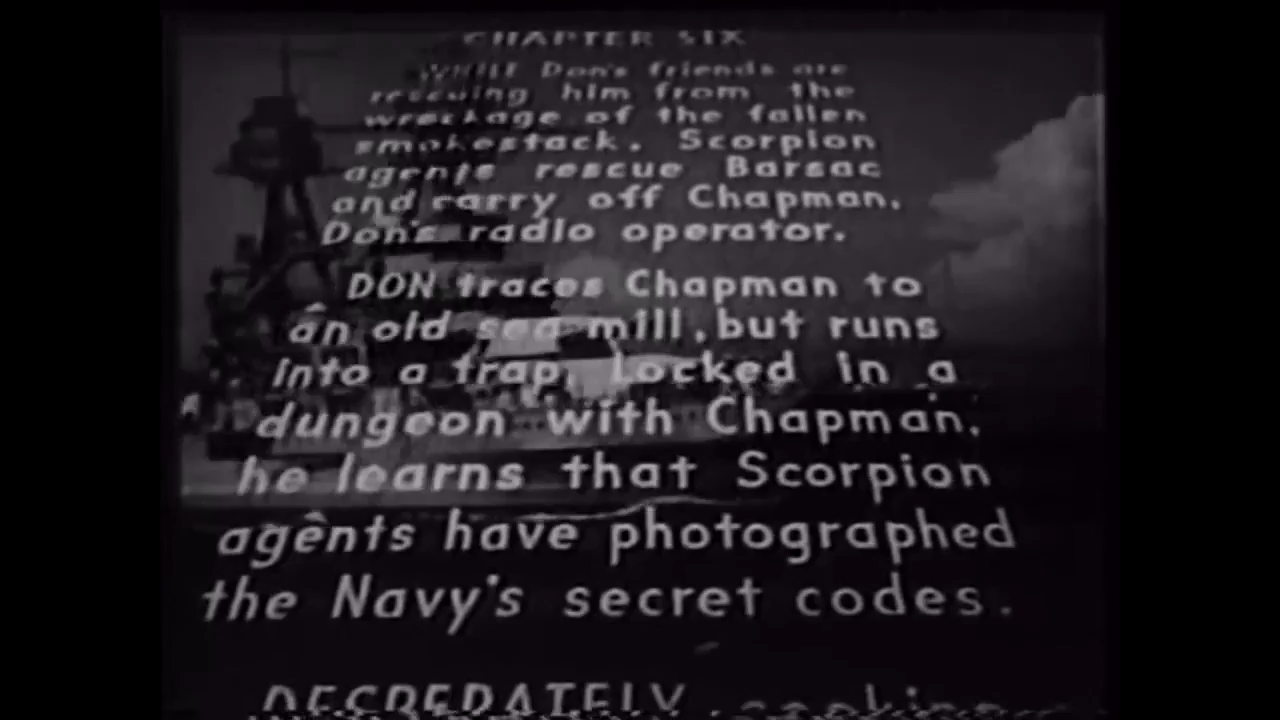 CHAPTER SIX
WHILE Don's friends are
rescuing him from the
wreckage of the fallen
smokestack, Scorpion
agents rescue Barsac
and carry off Chapman,
Don's radio operator.
DON traces Chapman to
an old sea mill, but runs
into a trap. Locked in a
dungeon with Chapman,
he learns that Scorpion
agents have photographed
the Navy's secret codes.
DESPERATELY seeking